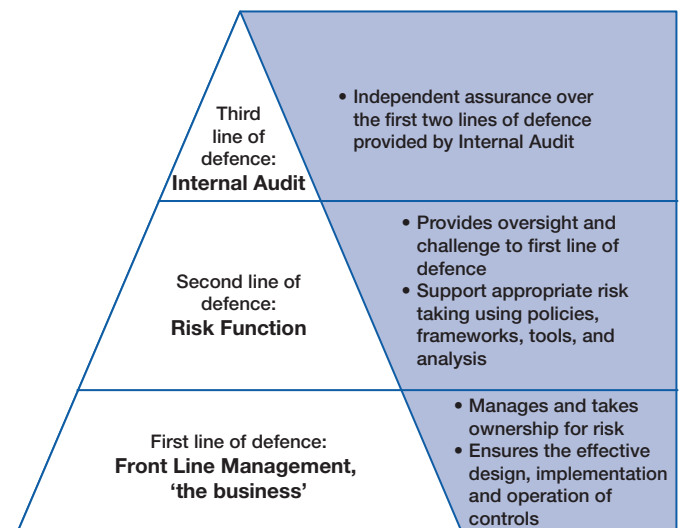 Third
line of
defence:
Internal Audit
• Independent assurance over
the first two lines of defence
provided by Internal Audit
Second line of
defence:
Risk Function
• Provides oversight and
challenge to first line of
defence
• Support appropriate risk
taking using policies,
frameworks, tools, and
analysis
First line of defence:
Front Line Management,
‘the business’
• Manages and takes
ownership for risk
• Ensures the effective
design, implementation
and operation of
controls